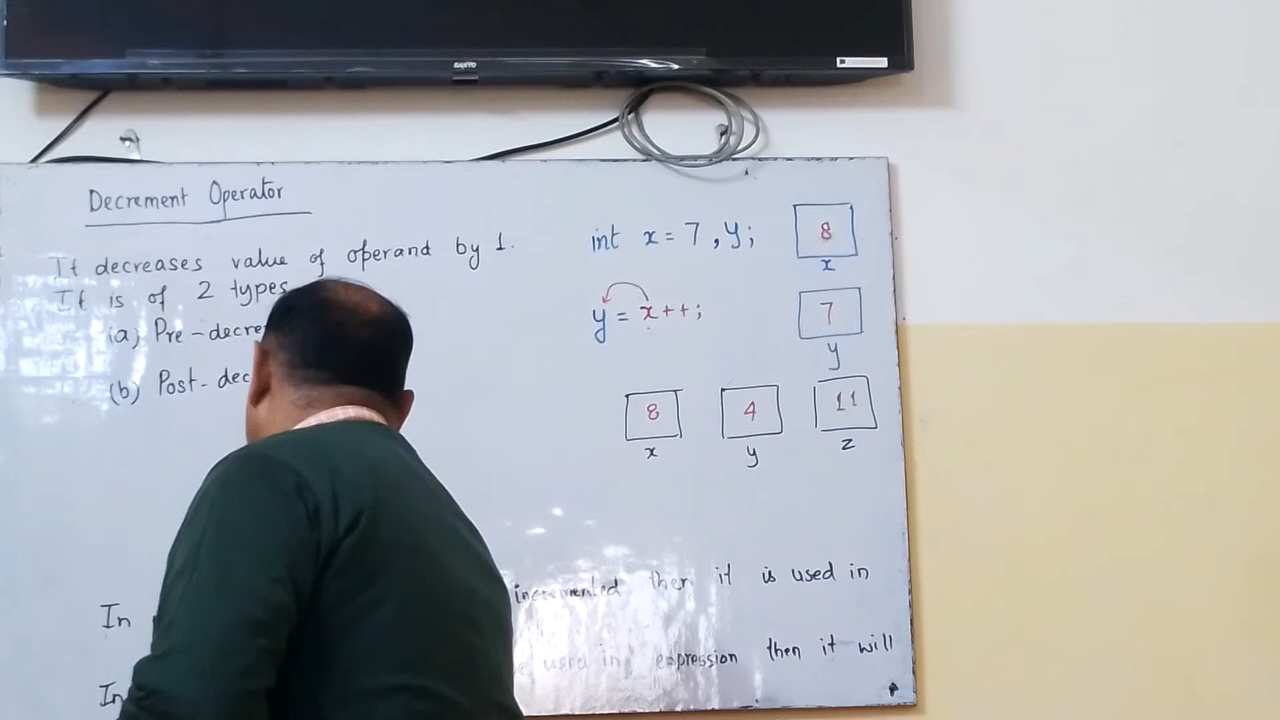 SANYO
Decrement Operator
It decreases value of operand by 1.
It is of 2 types
(a) Pre-decre
(b) Post-dec
int x = 7 , y;
8
x
y = x++;
7
y
8 4 11
x y z
In incremented then it is used in
In used in expression then it will